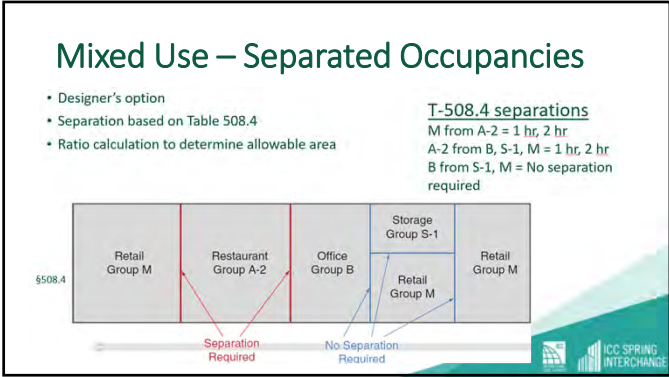 Mixed Use – Separated Occupancies
• Designer's option
• Separation based on Table 508.4
• Ratio calculation to determine allowable area
T-508.4 separations
M from A-2 = 1 hr, 2 hr
A-2 from B, S-1, M = 1 hr, 2 hr
B from S-1, M = No separation
required
§508.4
Retail
Group M
Restaurant
Group A-2
Office
Group B
Storage
Group S-1
Retail
Group M
Retail
Group M
Separation
Required
No Separation
Required
ICC SPRING
INTERCHANGE